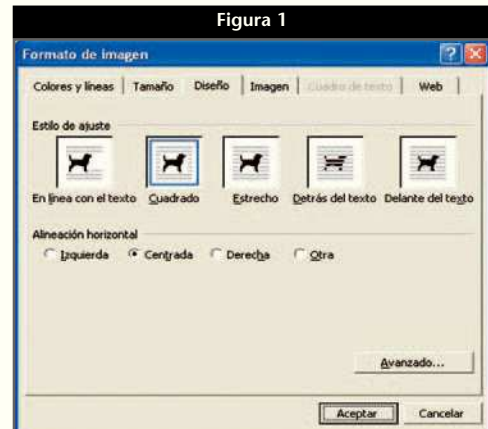 Figura 1
Formato de imagen
Colores y líneas Tamaño Diseño Imagen Cuadro de texto Web
Estilo de ajuste
En línea con el texto Cuadrado Estrecho Detrás del texto Delante del texto
Alineación horizontal
Izquierda Centrada Derecha Otra
Avanzado...
Aceptar Cancelar